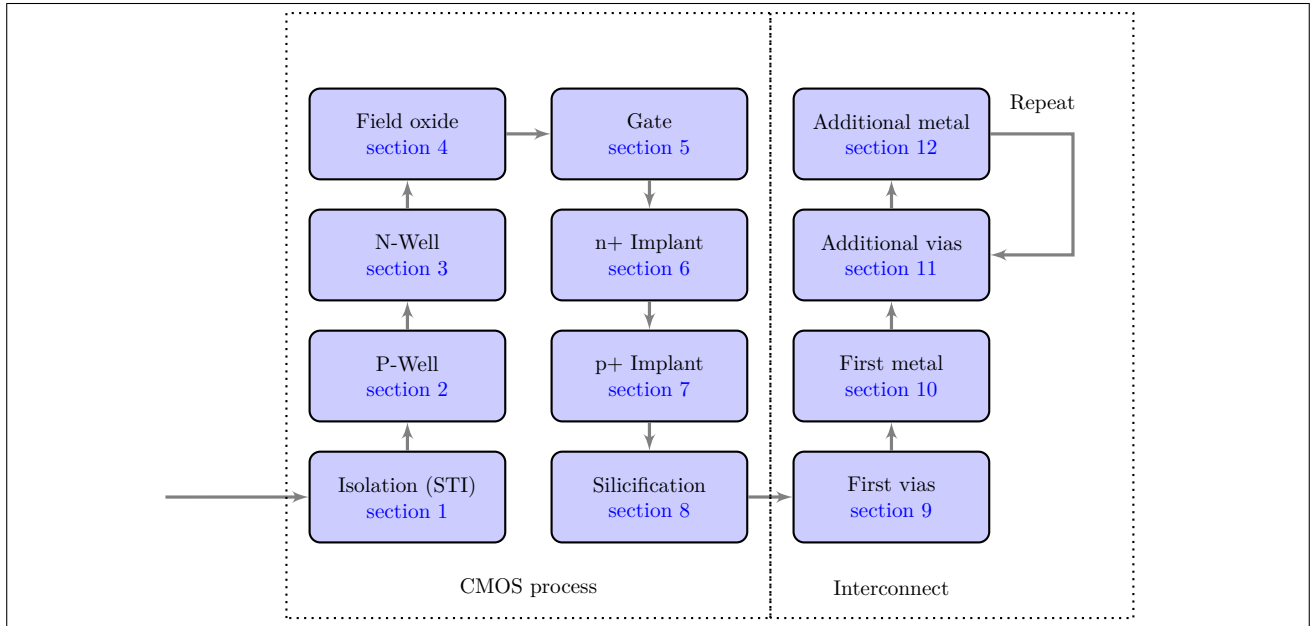 Field oxide
section 4
Gate
section 5
Additional metal
section 12
Repeat
N-Well
section 3
n+ Implant
section 6
Additional vias
section 11
P-Well
section 2
p+ Implant
section 7
First metal
section 10
Isolation (STI)
section 1
Silicification
section 8
First vias
section 9
CMOS process
Interconnect